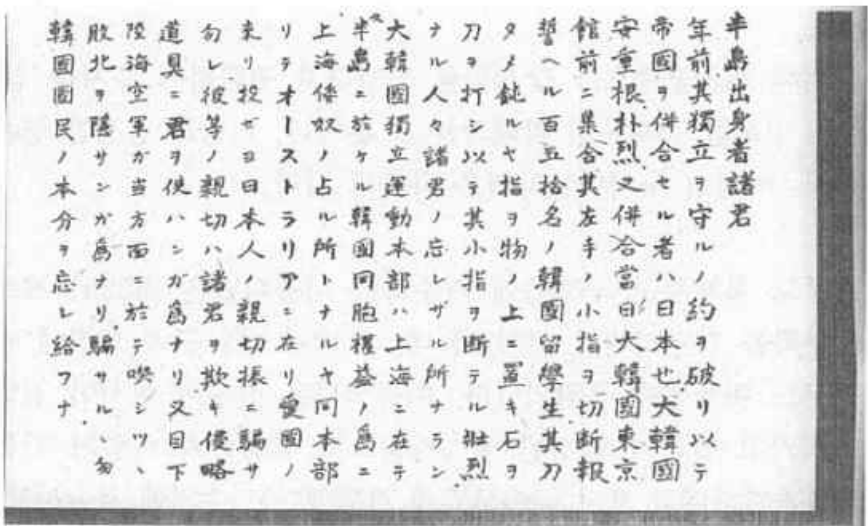 半島出身者諸君
年前其獨立ヲ守ルノ約ヲ破リ以テ
帝國ヲ併合セル者ハ日本也大韓國
安重根朴烈又併合當日大韓國東京
館前ニ集合其左手ノ小指ヲ切断報
誓ヘル百五拾名ノ韓國留學生其刀
タメ鈍ルヤ指ヲ物ノ上ニ置キ石ヲ
刀ヲ打シ以テ其小指ヲ断テル壯烈
ナル人々諸君ノ忘レザル所ナラン
大韓國獨立運動本部ハ上海ニ在テ
半島ニ於ケル韓國同胞權益ノ爲ニ
上海倭奴ノ占ル所トナルヤ同本部
リテオーストラリアニ在リ愛國ノ
来リ投ゼヨ日本人ノ親切振ニ騙サ
勿レ彼等ノ親切ハ諸君ヲ欺キ侵略
道具ニ君ヲ使ハンガ爲ナリ又目下
陸海空軍ガ当方面ニ於テ喫シツヽ
敗北ヲ隠サンガ爲ナリ騙サルヽ勿
韓國國民ノ本分ヲ忘レ給フナ